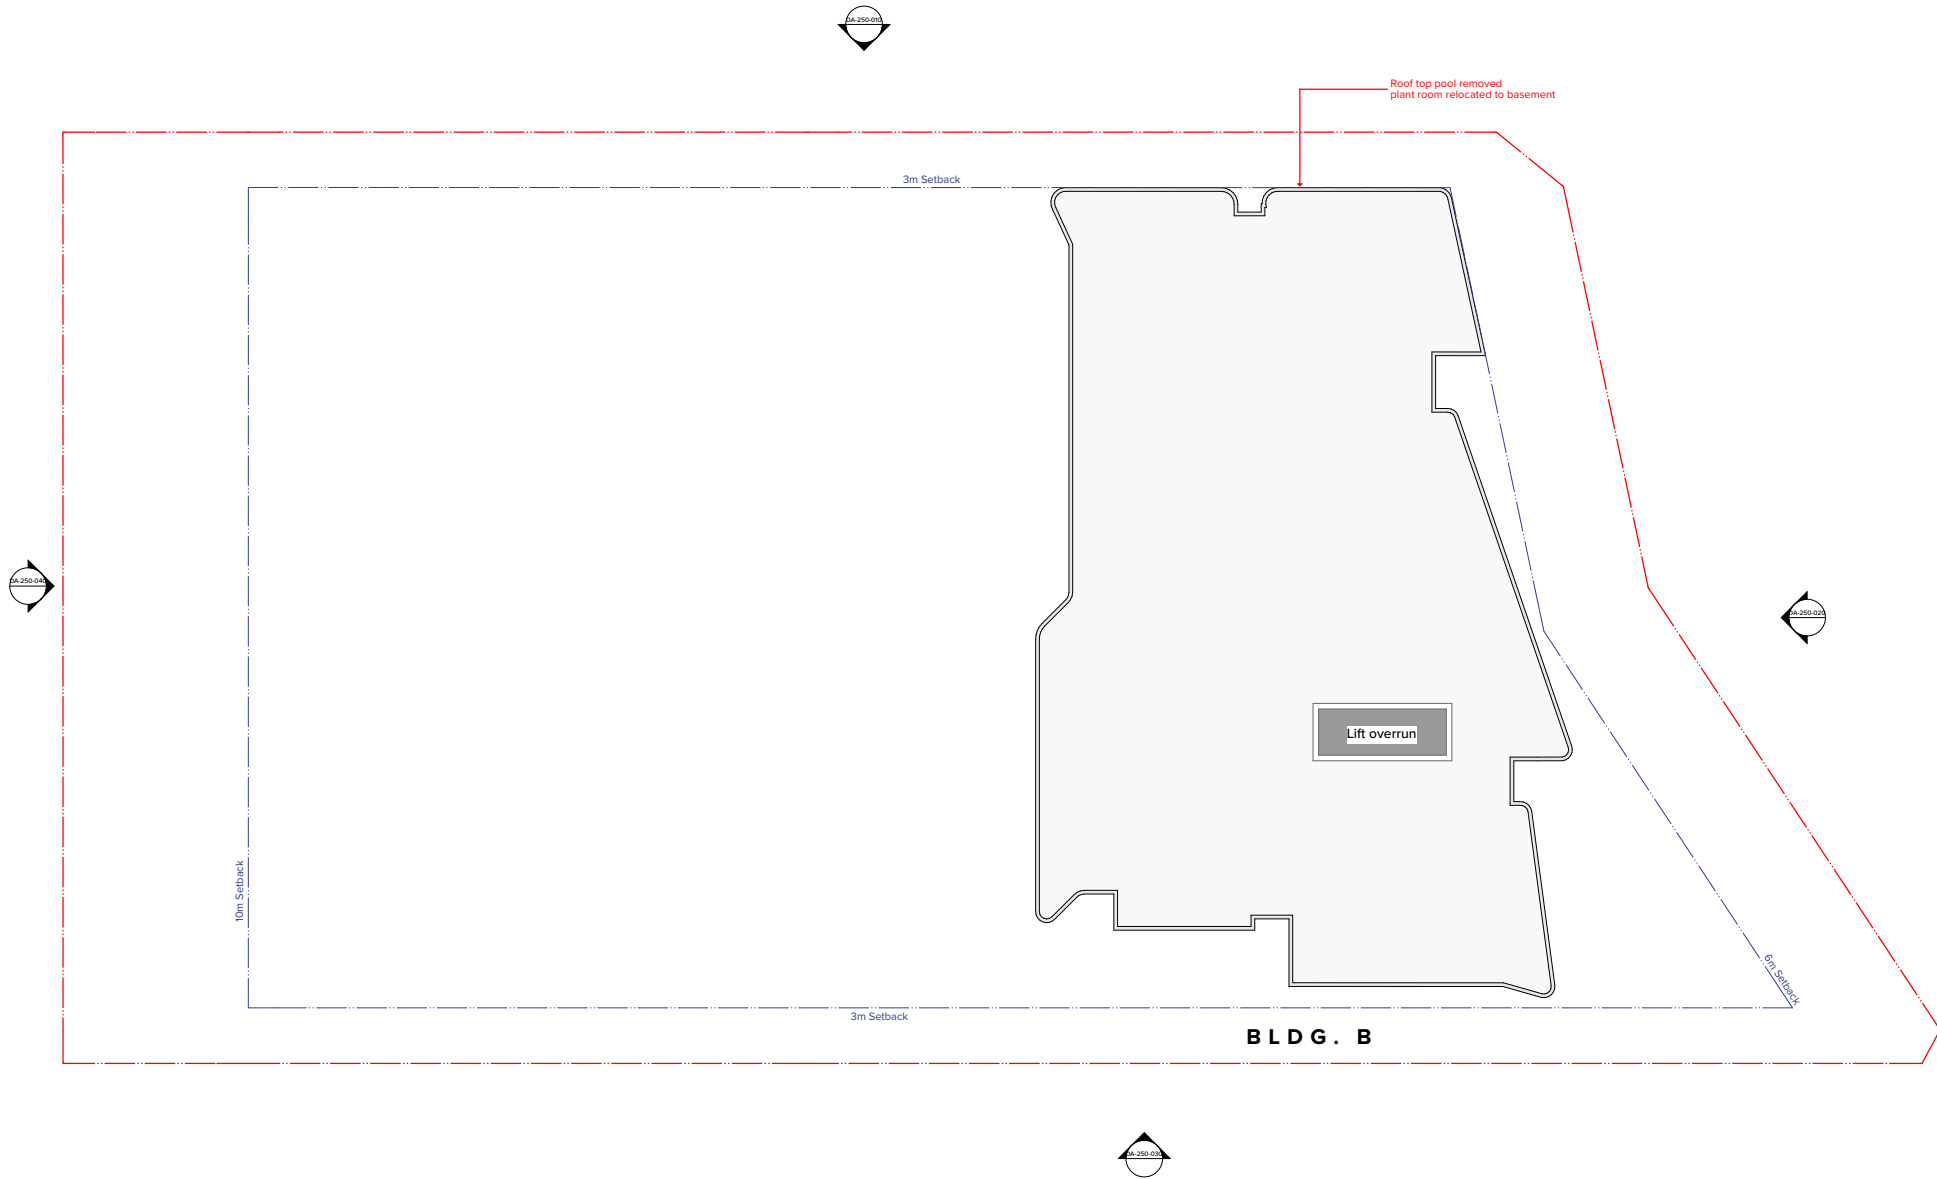 DA-250-010
Roof top pool removed
plant room relocated to basement
3m Setback
DA-250-040
DA-250-020
Lift overrun
10m Setback
6m Setback
3m Setback
BLDG. B
DA-250-030